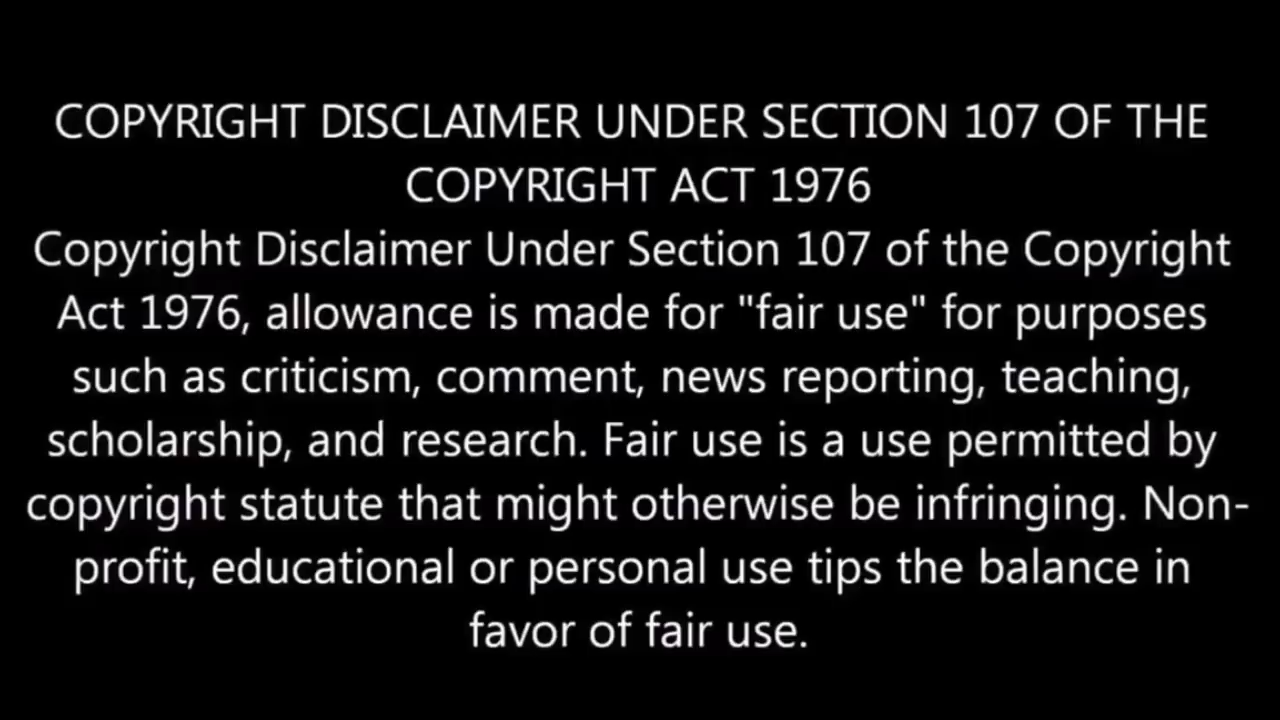 COPYRIGHT DISCLAIMER UNDER SECTION 107 OF THE
COPYRIGHT ACT 1976
Copyright Disclaimer Under Section 107 of the Copyright
Act 1976, allowance is made for "fair use" for purposes
such as criticism, comment, news reporting, teaching,
scholarship, and research. Fair use is a use permitted by
copyright statute that might otherwise be infringing. Non-
profit, educational or personal use tips the balance in
favor of fair use.